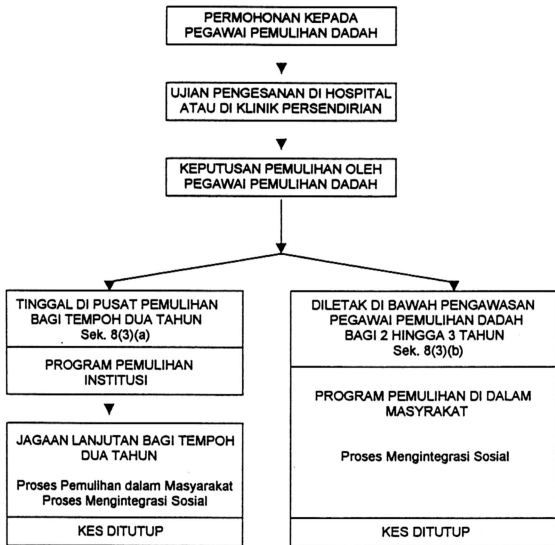 PERMOHONAN KEPADA
PEGAWAI PEMULIHAN DADAH
UJIAN PENGESANAN DI HOSPITAL
ATAU DI KLINIK PERSENDIRIAN
KEPUTUSAN PEMULIHAN OLEH
PEGAWAI PEMULIHAN DADAH
TINGGAL DI PUSAT PEMULIHAN
BAGI TEMPOH DUA TAHUN
Sek. 8(3)(a)
PROGRAM PEMULIHAN
INSTITUSI
JAGAAN LANJUTAN BAGI TEMPOH
DUA TAHUN
Proses Pemulihan dalam Masyarakat
Proses Mengintegrasi Sosial
KES DITUTUP
DILETAK DI BAWAH PENGAWASAN
PEGAWAI PEMULIHAN DADAH
BAGI 2 HINGGA 3 TAHUN
Sek. 8(3)(b)
PROGRAM PEMULIHAN DI DALAM
MASYRAKAT
Proses Mengintegrasi Sosial
KES DITUTUP